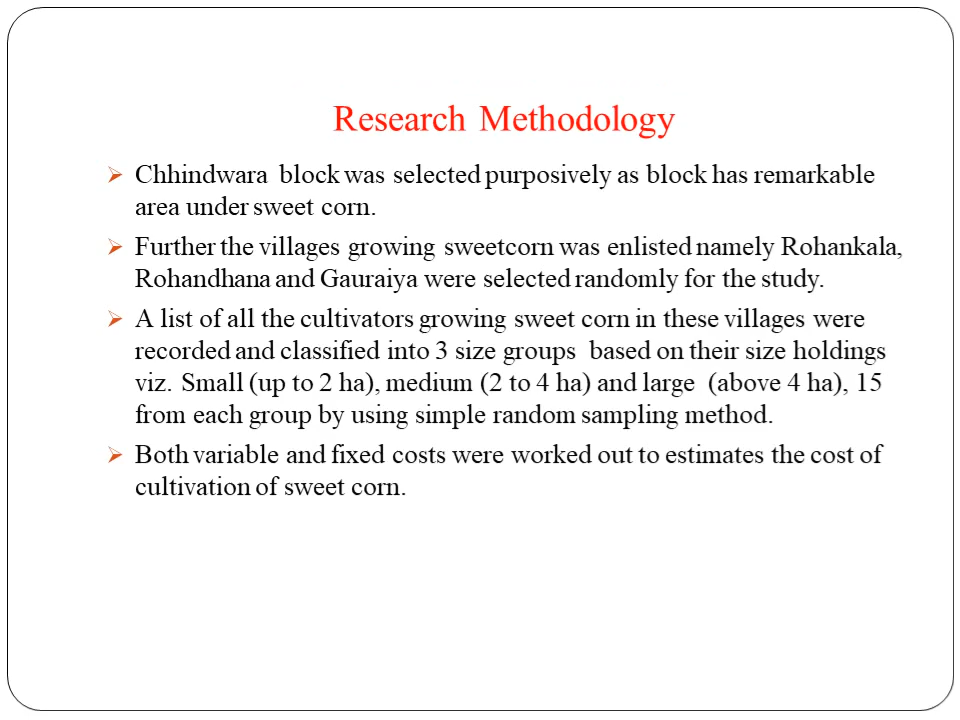 Research Methodology
Chhindwara block was selected purposively as block has remarkable
area under sweet corn.
Further the villages growing sweetcorn was enlisted namely Rohankala,
Rohandhana and Gauraiya were selected randomly for the study.
A list of all the cultivators growing sweet corn in these villages were
recorded and classified into 3 size groups based on their size holdings
viz. Small (up to 2 ha), medium (2 to 4 ha) and large (above 4 ha), 15
from each group by using simple random sampling method.
Both variable and fixed costs were worked out to estimates the cost of
cultivation of sweet corn.